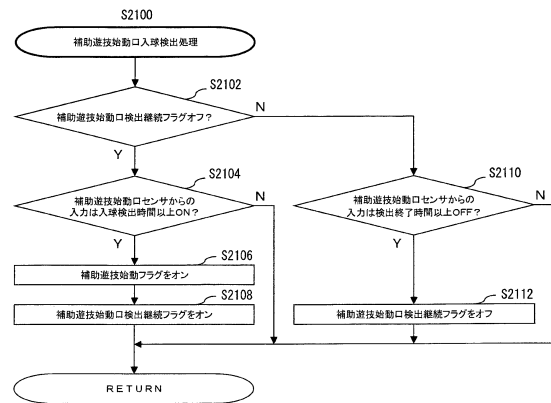 S2100
補助遊技始動口入球検出処理
S2102
補助遊技始動口検出継続フラグオフ？
N
Y
S2104
補助遊技始動口センサからの
入力は入球検出時間以上ON？
N
Y
S2110
補助遊技始動口センサからの
入力は検出終了時間以上OFF？
N
Y
S2106
補助遊技始動フラグをオン
S2108
補助遊技始動口検出継続フラグをオン
S2112
補助遊技始動口検出継続フラグをオフ
RETURN